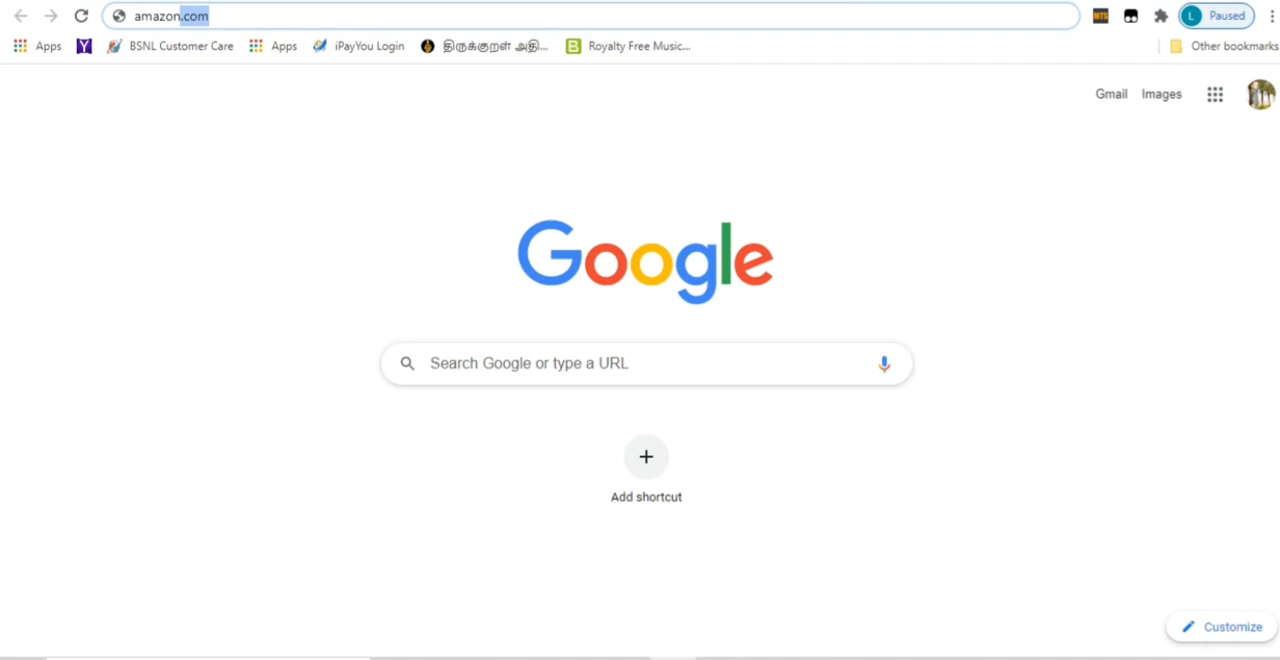 amazon.com
MTS
L Paused
Apps
Y
BSNL Customer Care
Apps
iPayYou Login
திருக்குறள் அதி...
B Royalty Free Music...
Other bookmarks
Gmail Images
Google
Search Google or type a URL
Add shortcut
Customize